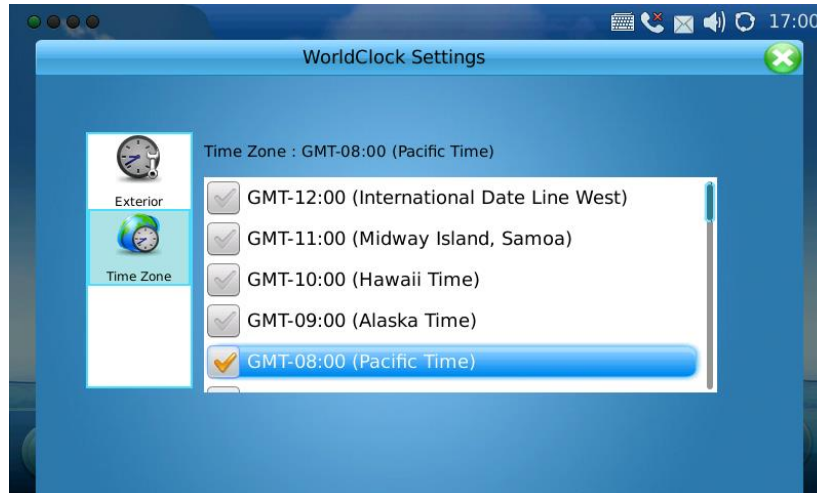 17:00
WorldClock Settings
Exterior
Time Zone
Time Zone : GMT-08:00 (Pacific Time)
GMT-12:00 (International Date Line West)
GMT-11:00 (Midway Island, Samoa)
GMT-10:00 (Hawaii Time)
GMT-09:00 (Alaska Time)
GMT-08:00 (Pacific Time)